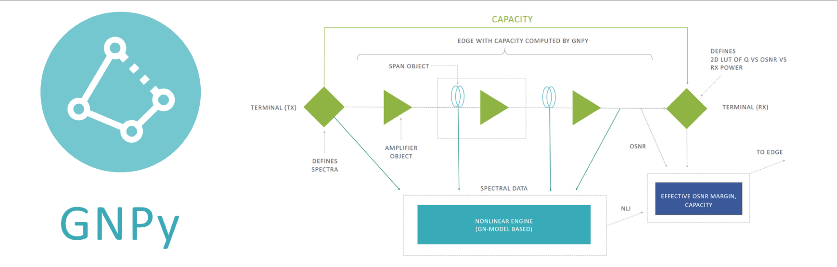 GNPy
CAPACITY
EDGE WITH CAPACITY COMPUTED BY GNPY
SPAN OBJECT
DEFINES
2D LUT OF Q VS OSNR VS
RX POWER
TERMINAL (TX)
TERMINAL (RX)
DEFINES
SPECTRA
AMPLIFIER
OBJECT
OSNR
TO EDGE
SPECTRAL DATA
NONLINEAR ENGINE
(GN-MODEL BASED)
NLI
EFFECTIVE OSNR MARGIN,
CAPACITY